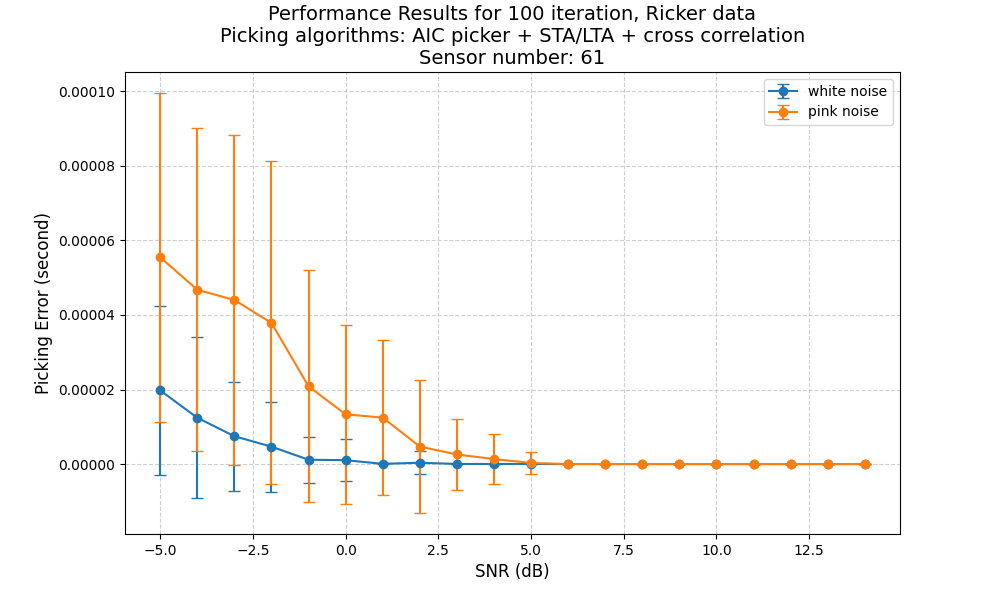 Performance Results for 100 iteration, Ricker data
Picking algorithms: AIC picker + STA/LTA + cross correlation
Sensor number: 61
white noise
pink noise
Picking Error (second)
0.00010
0.00008
0.00006
0.00004
0.00002
0.00000
−5.0 −2.5 0.0 2.5 5.0 7.5 10.0 12.5
SNR (dB)